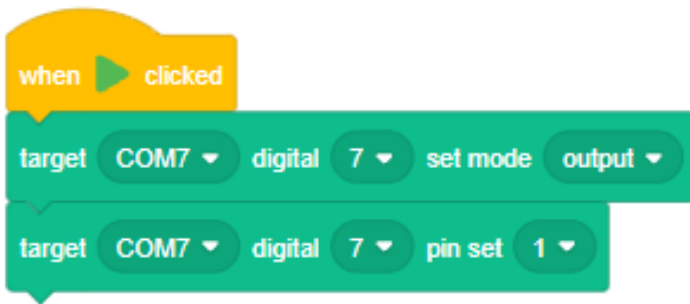 when clicked
target COM7 digital 7 set mode output
target COM7 digital 7 pin set 1